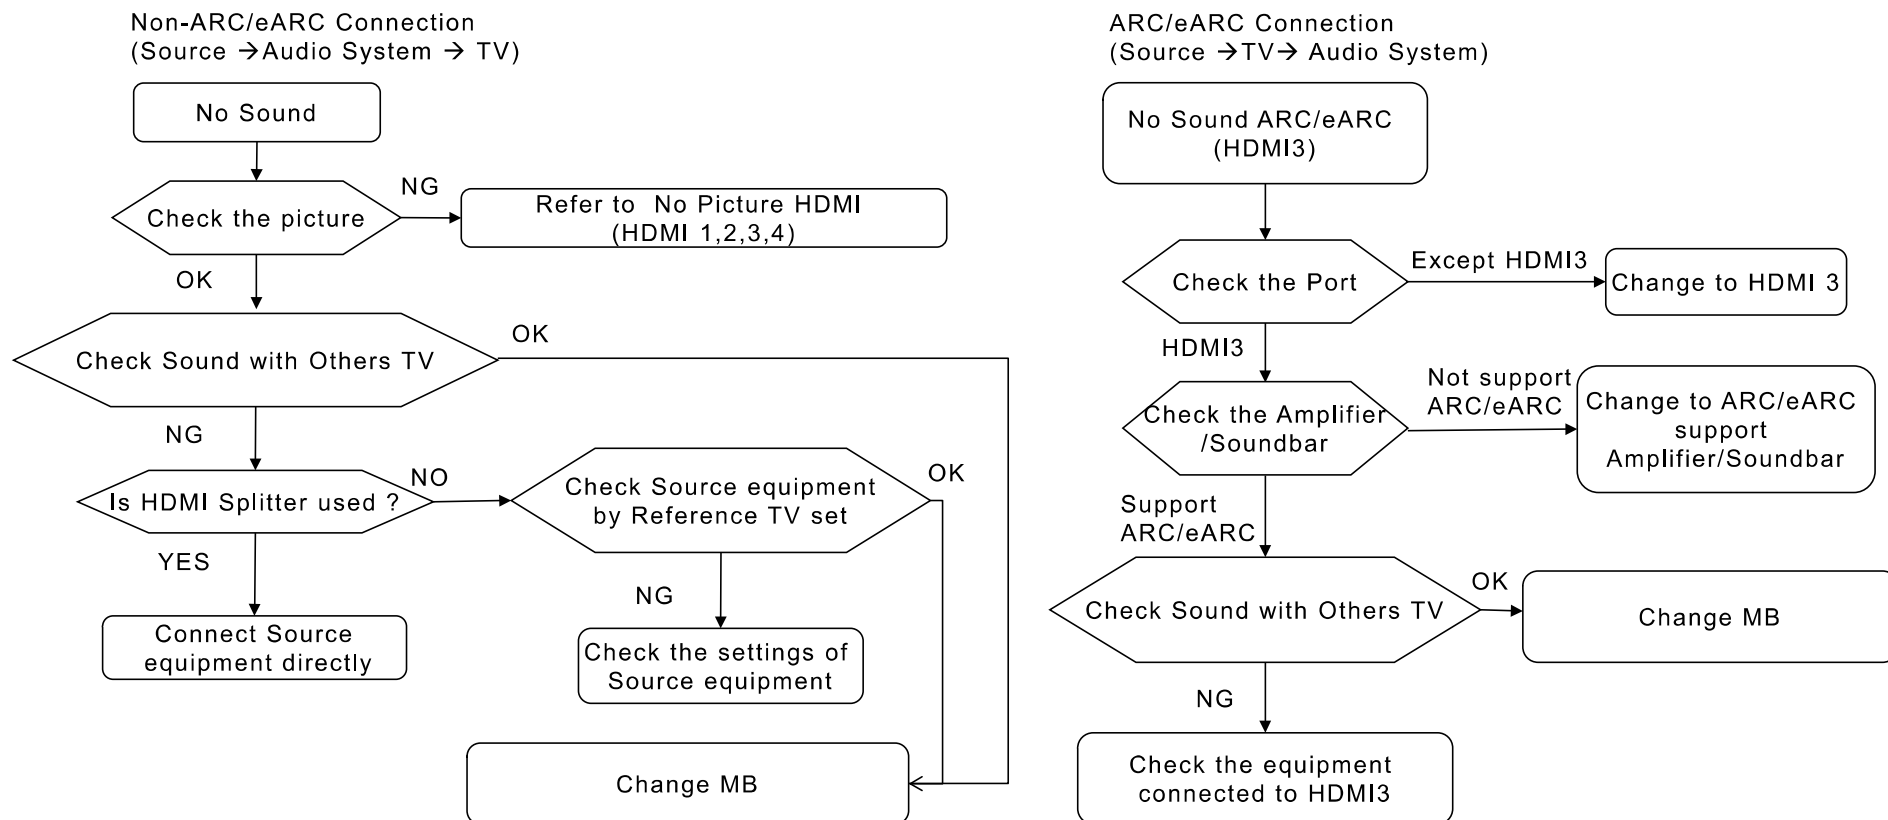 Non-ARC/eARC Connection
(Source →Audio System → TV)
No Sound
Check the picture
NG
Refer to No Picture HDMI
(HDMI 1,2,3,4)
OK
Check Sound with Others TV
OK
NG
Is HDMI Splitter used ?
NO
Check Source equipment
by Reference TV set
OK
YES
Connect Source
equipment directly
NG
Check the settings of
Source equipment
Change MB
ARC/eARC Connection
(Source →TV→ Audio System)
No Sound ARC/eARC
(HDMI3)
Check the Port
Except HDMI3
Change to HDMI 3
HDMI3
Check the Amplifier
/Soundbar
Not support
ARC/eARC
Change to ARC/eARC
support
Amplifier/Soundbar
Support
ARC/eARC
Check Sound with Others TV
OK
Change MB
NG
Check the equipment
connected to HDMI3